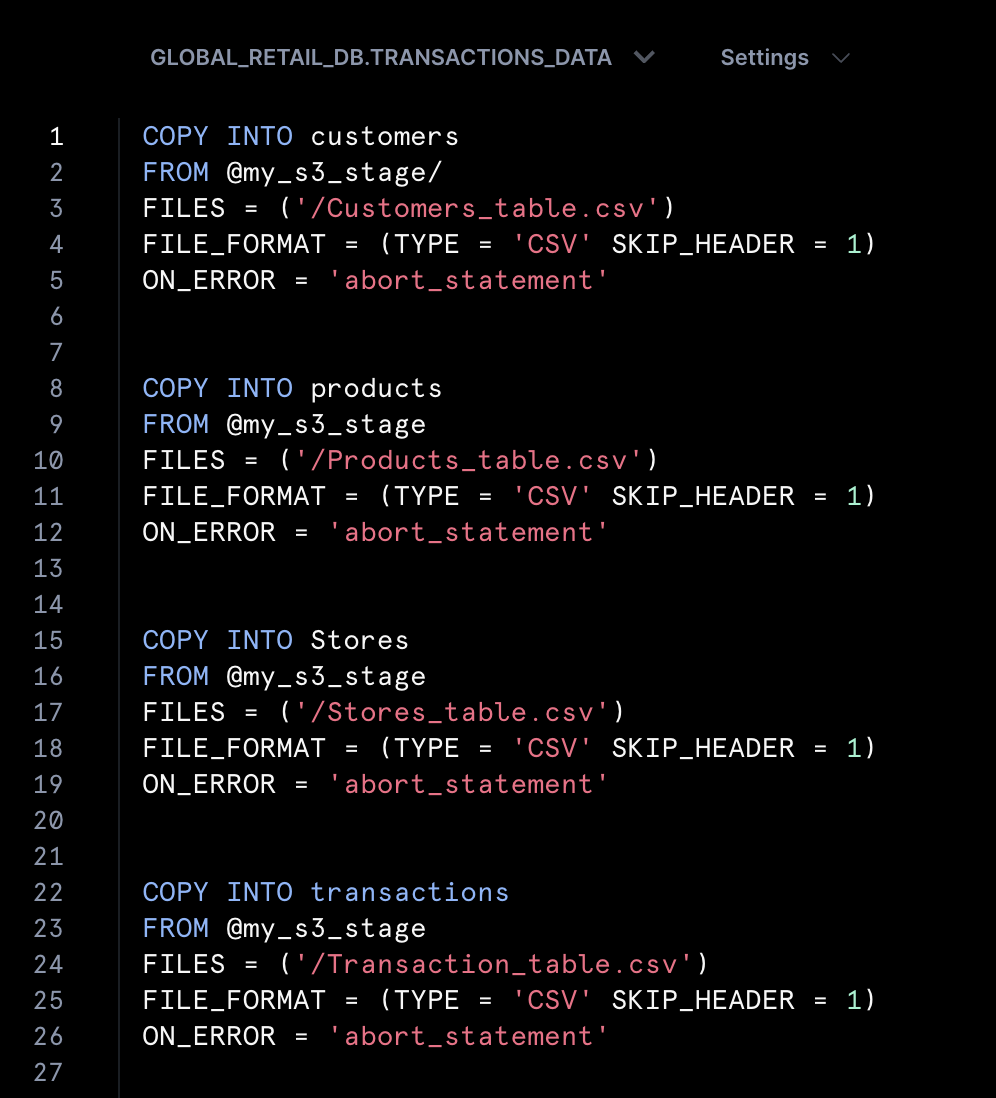 GLOBAL_RETAIL_DB.TRANSACTIONS_DATA Settings
1 COPY INTO customers
2 FROM @my_s3_stage/
3 FILES = ('/Customers_table.csv')
4 FILE_FORMAT = (TYPE = 'CSV' SKIP_HEADER = 1)
5 ON_ERROR = 'abort_statement'
6
7
8 COPY INTO products
9 FROM @my_s3_stage
10 FILES = ('/Products_table.csv')
11 FILE_FORMAT = (TYPE = 'CSV' SKIP_HEADER = 1)
12 ON_ERROR = 'abort_statement'
13
14
15 COPY INTO Stores
16 FROM @my_s3_stage
17 FILES = ('/Stores_table.csv')
18 FILE_FORMAT = (TYPE = 'CSV' SKIP_HEADER = 1)
19 ON_ERROR = 'abort_statement'
20
21
22 COPY INTO transactions
23 FROM @my_s3_stage
24 FILES = ('/Transaction_table.csv')
25 FILE_FORMAT = (TYPE = 'CSV' SKIP_HEADER = 1)
26 ON_ERROR = 'abort_statement'
27